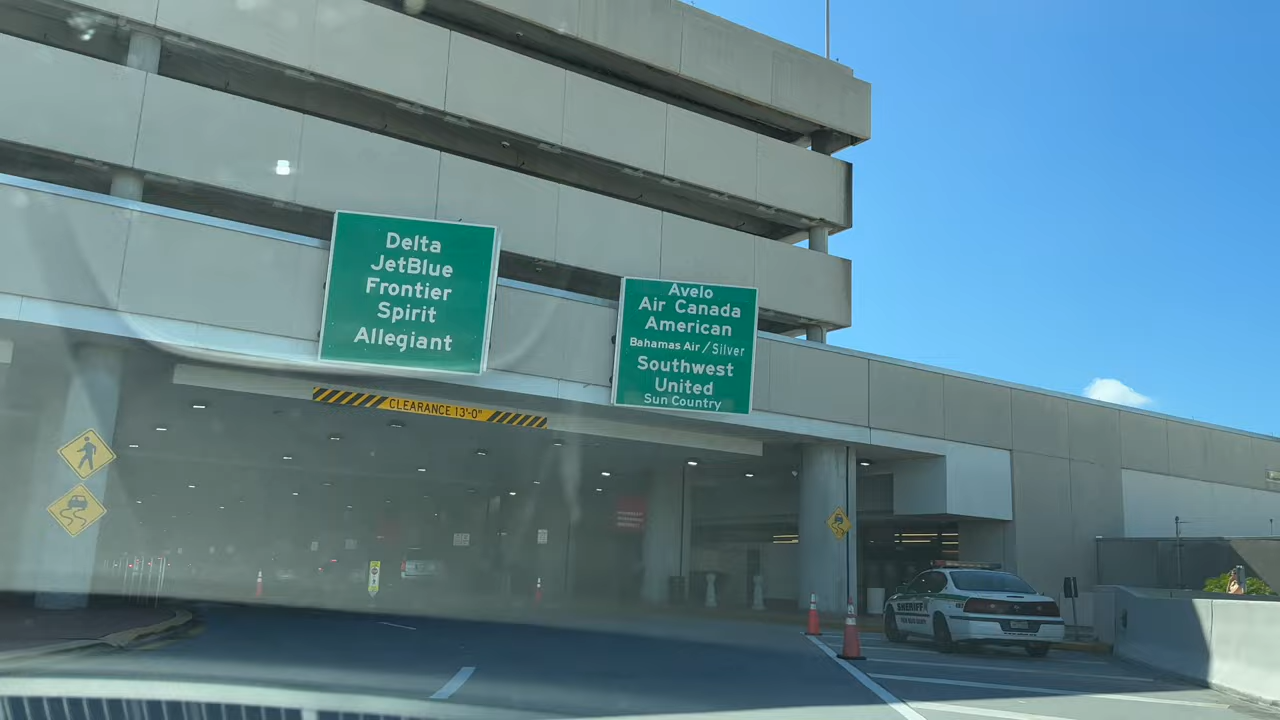 Delta
JetBlue
Frontier
Spirit
Allegiant
Avelo
Air Canada
American
Bahamas Air / Silver
Southwest
United
Sun Country
CLEARANCE 13'-0"
SHERIFF